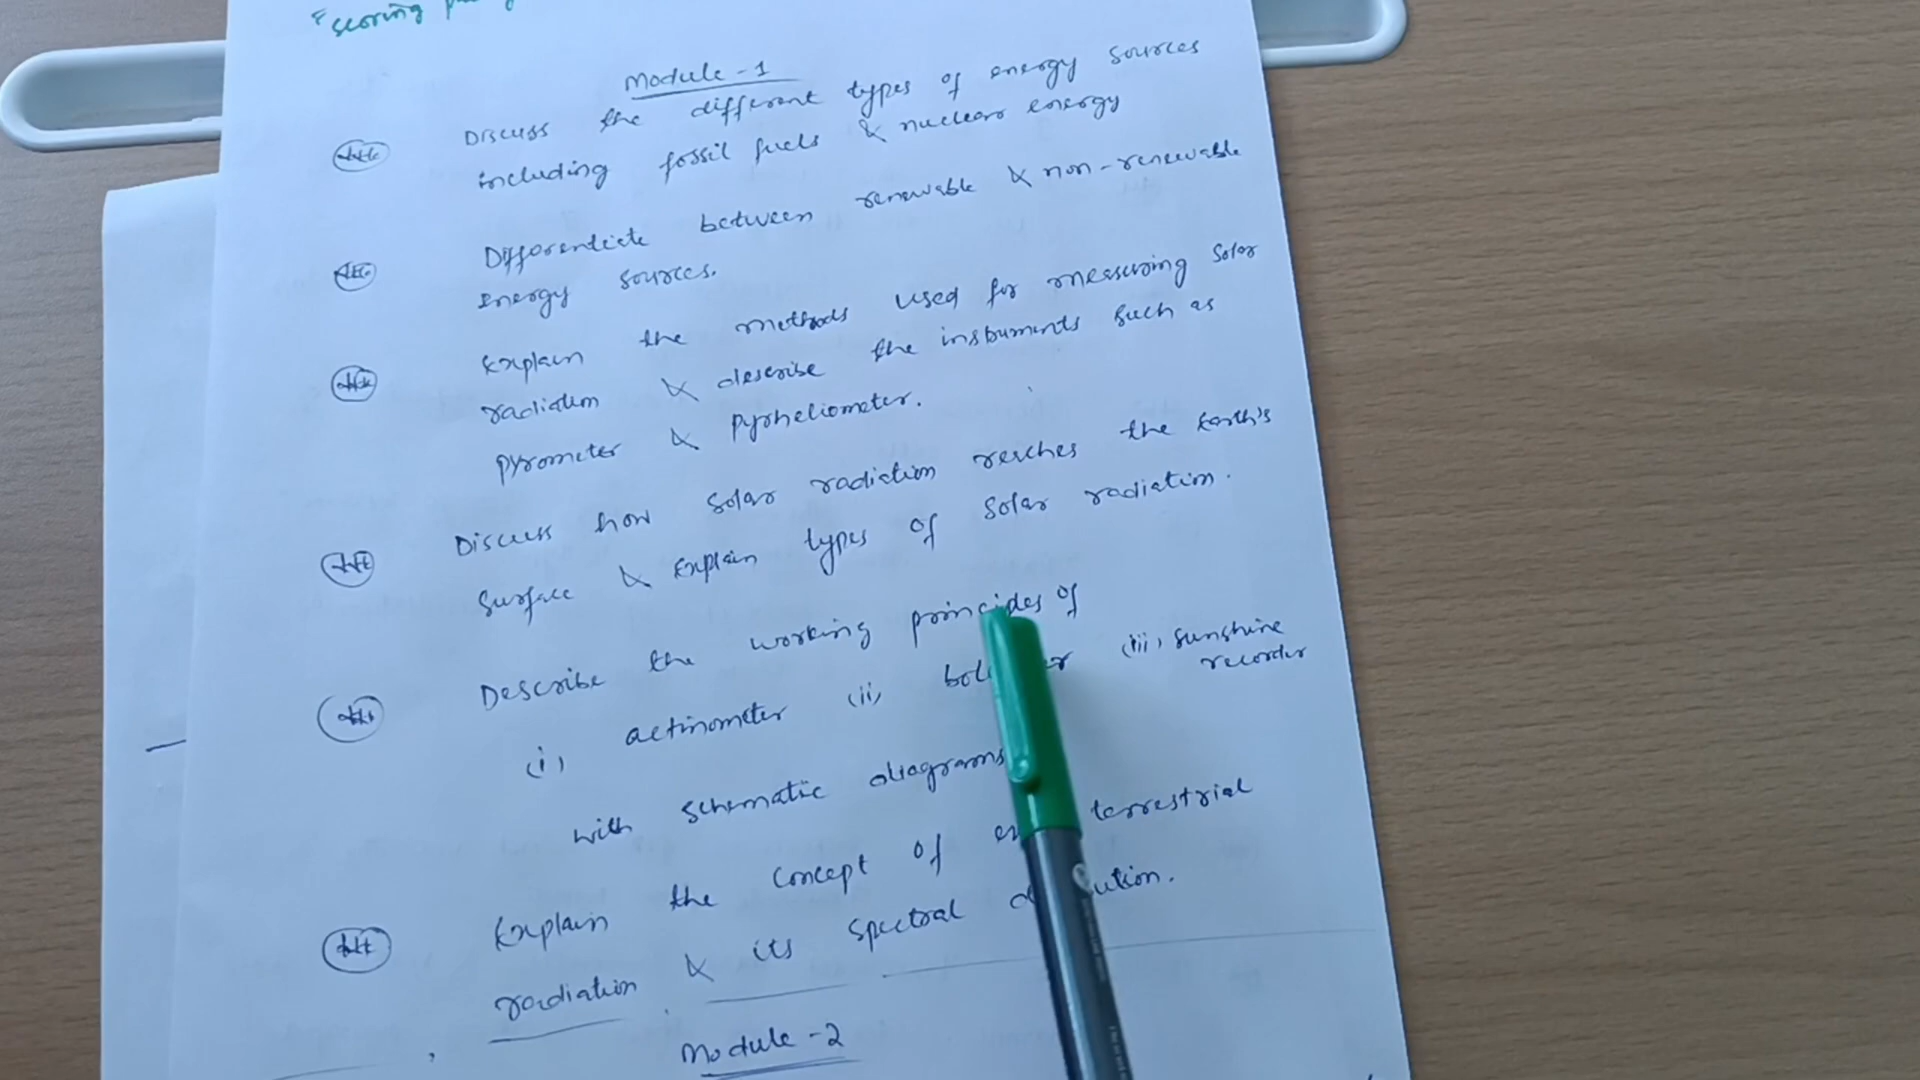 "scoring
Module-1
Discuss the different types of energy sources
including fossil fuels & nuclear energy
Differentiate between renewable & non-renewable
energy sources.
Explain the methods used for measuring Solar
radiation & describe the instruments such as
pyrometer & pyrheliometer.
Discuss how solar radiation reaches the Earth's
Surface & Explain types of solar radiation.
Describe the working principles of
(i) actinometer (ii) (iii) sunshine
recorder
with schematic diagrams
Explain the concept of terrestrial
radiation & its spectral
Module-2